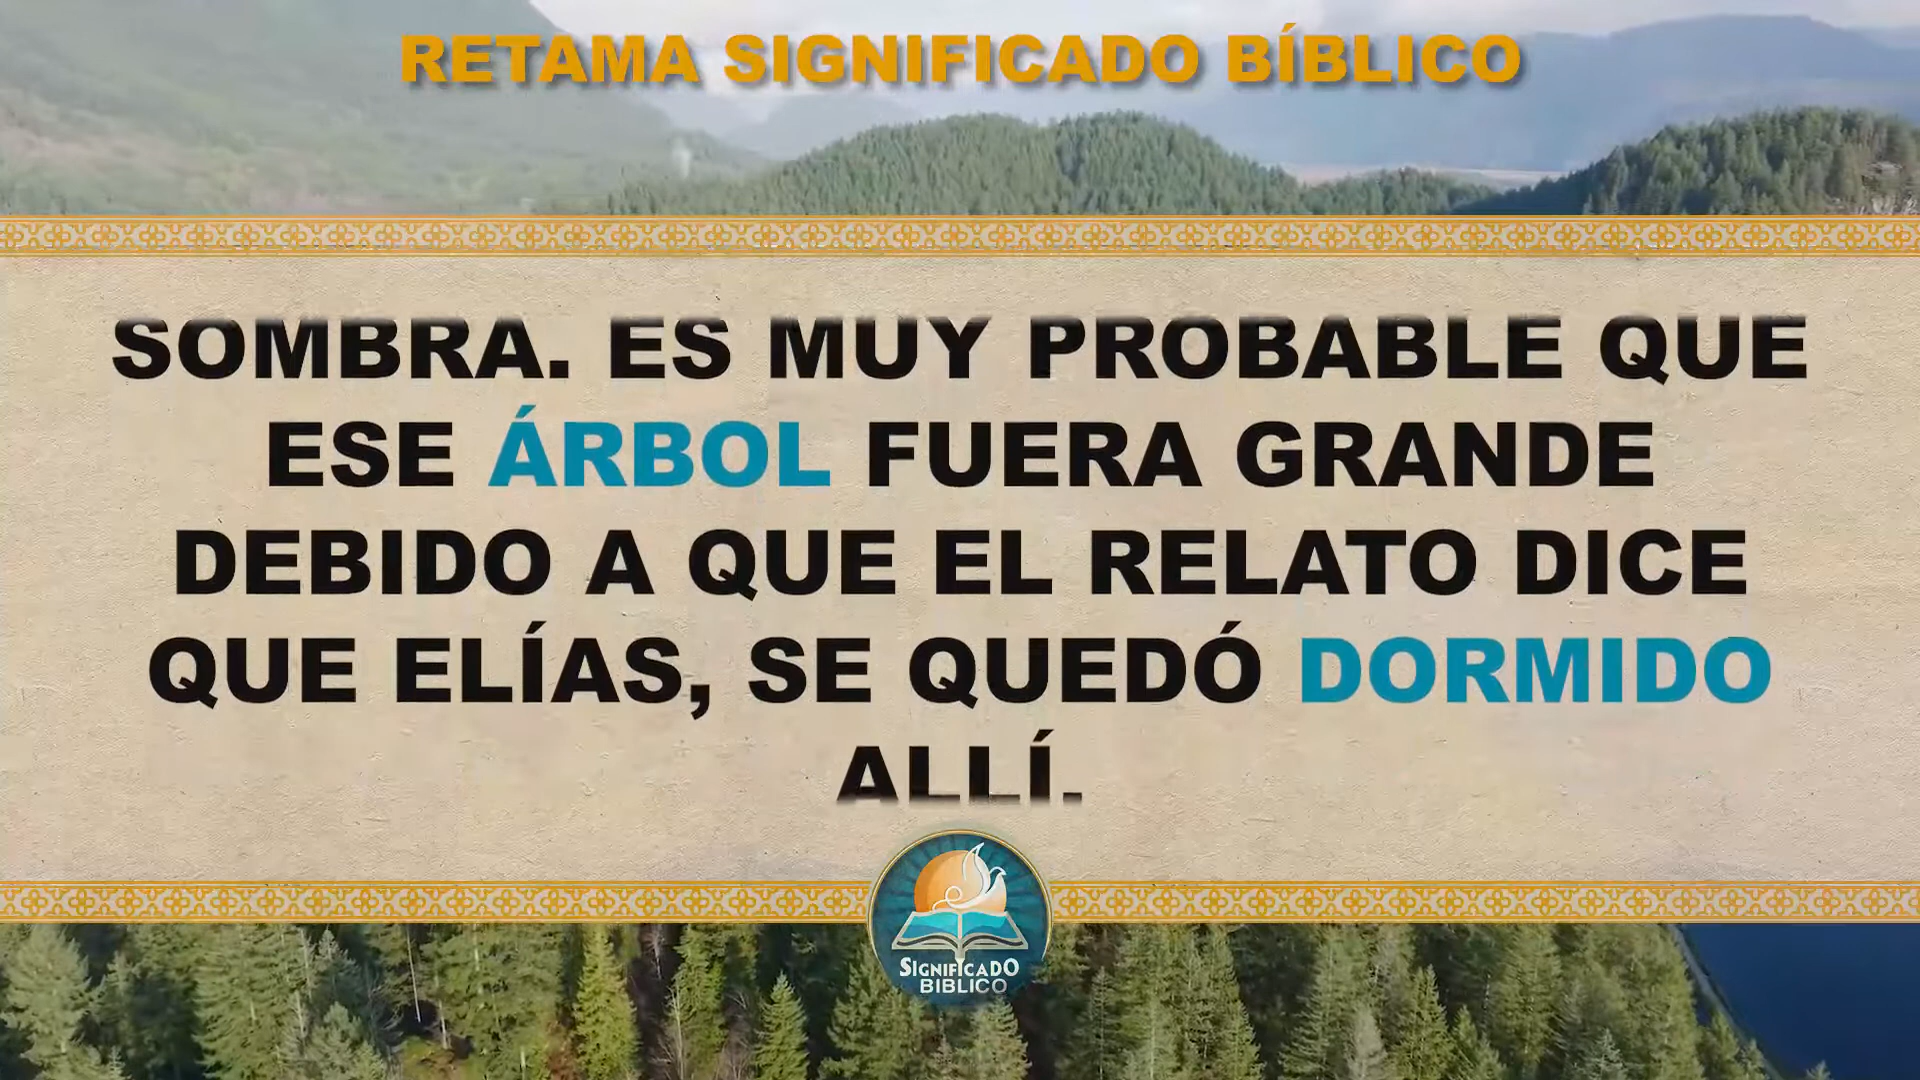 RETAMA SIGNIFICADO BÍBLICO
SOMBRA. ES MUY PROBABLE QUE
ESE ÁRBOL FUERA GRANDE
DEBIDO A QUE EL RELATO DICE
QUE ELÍAS, SE QUEDÓ DORMIDO
ALLÍ.
SIGNIFICADO
BIBLICO